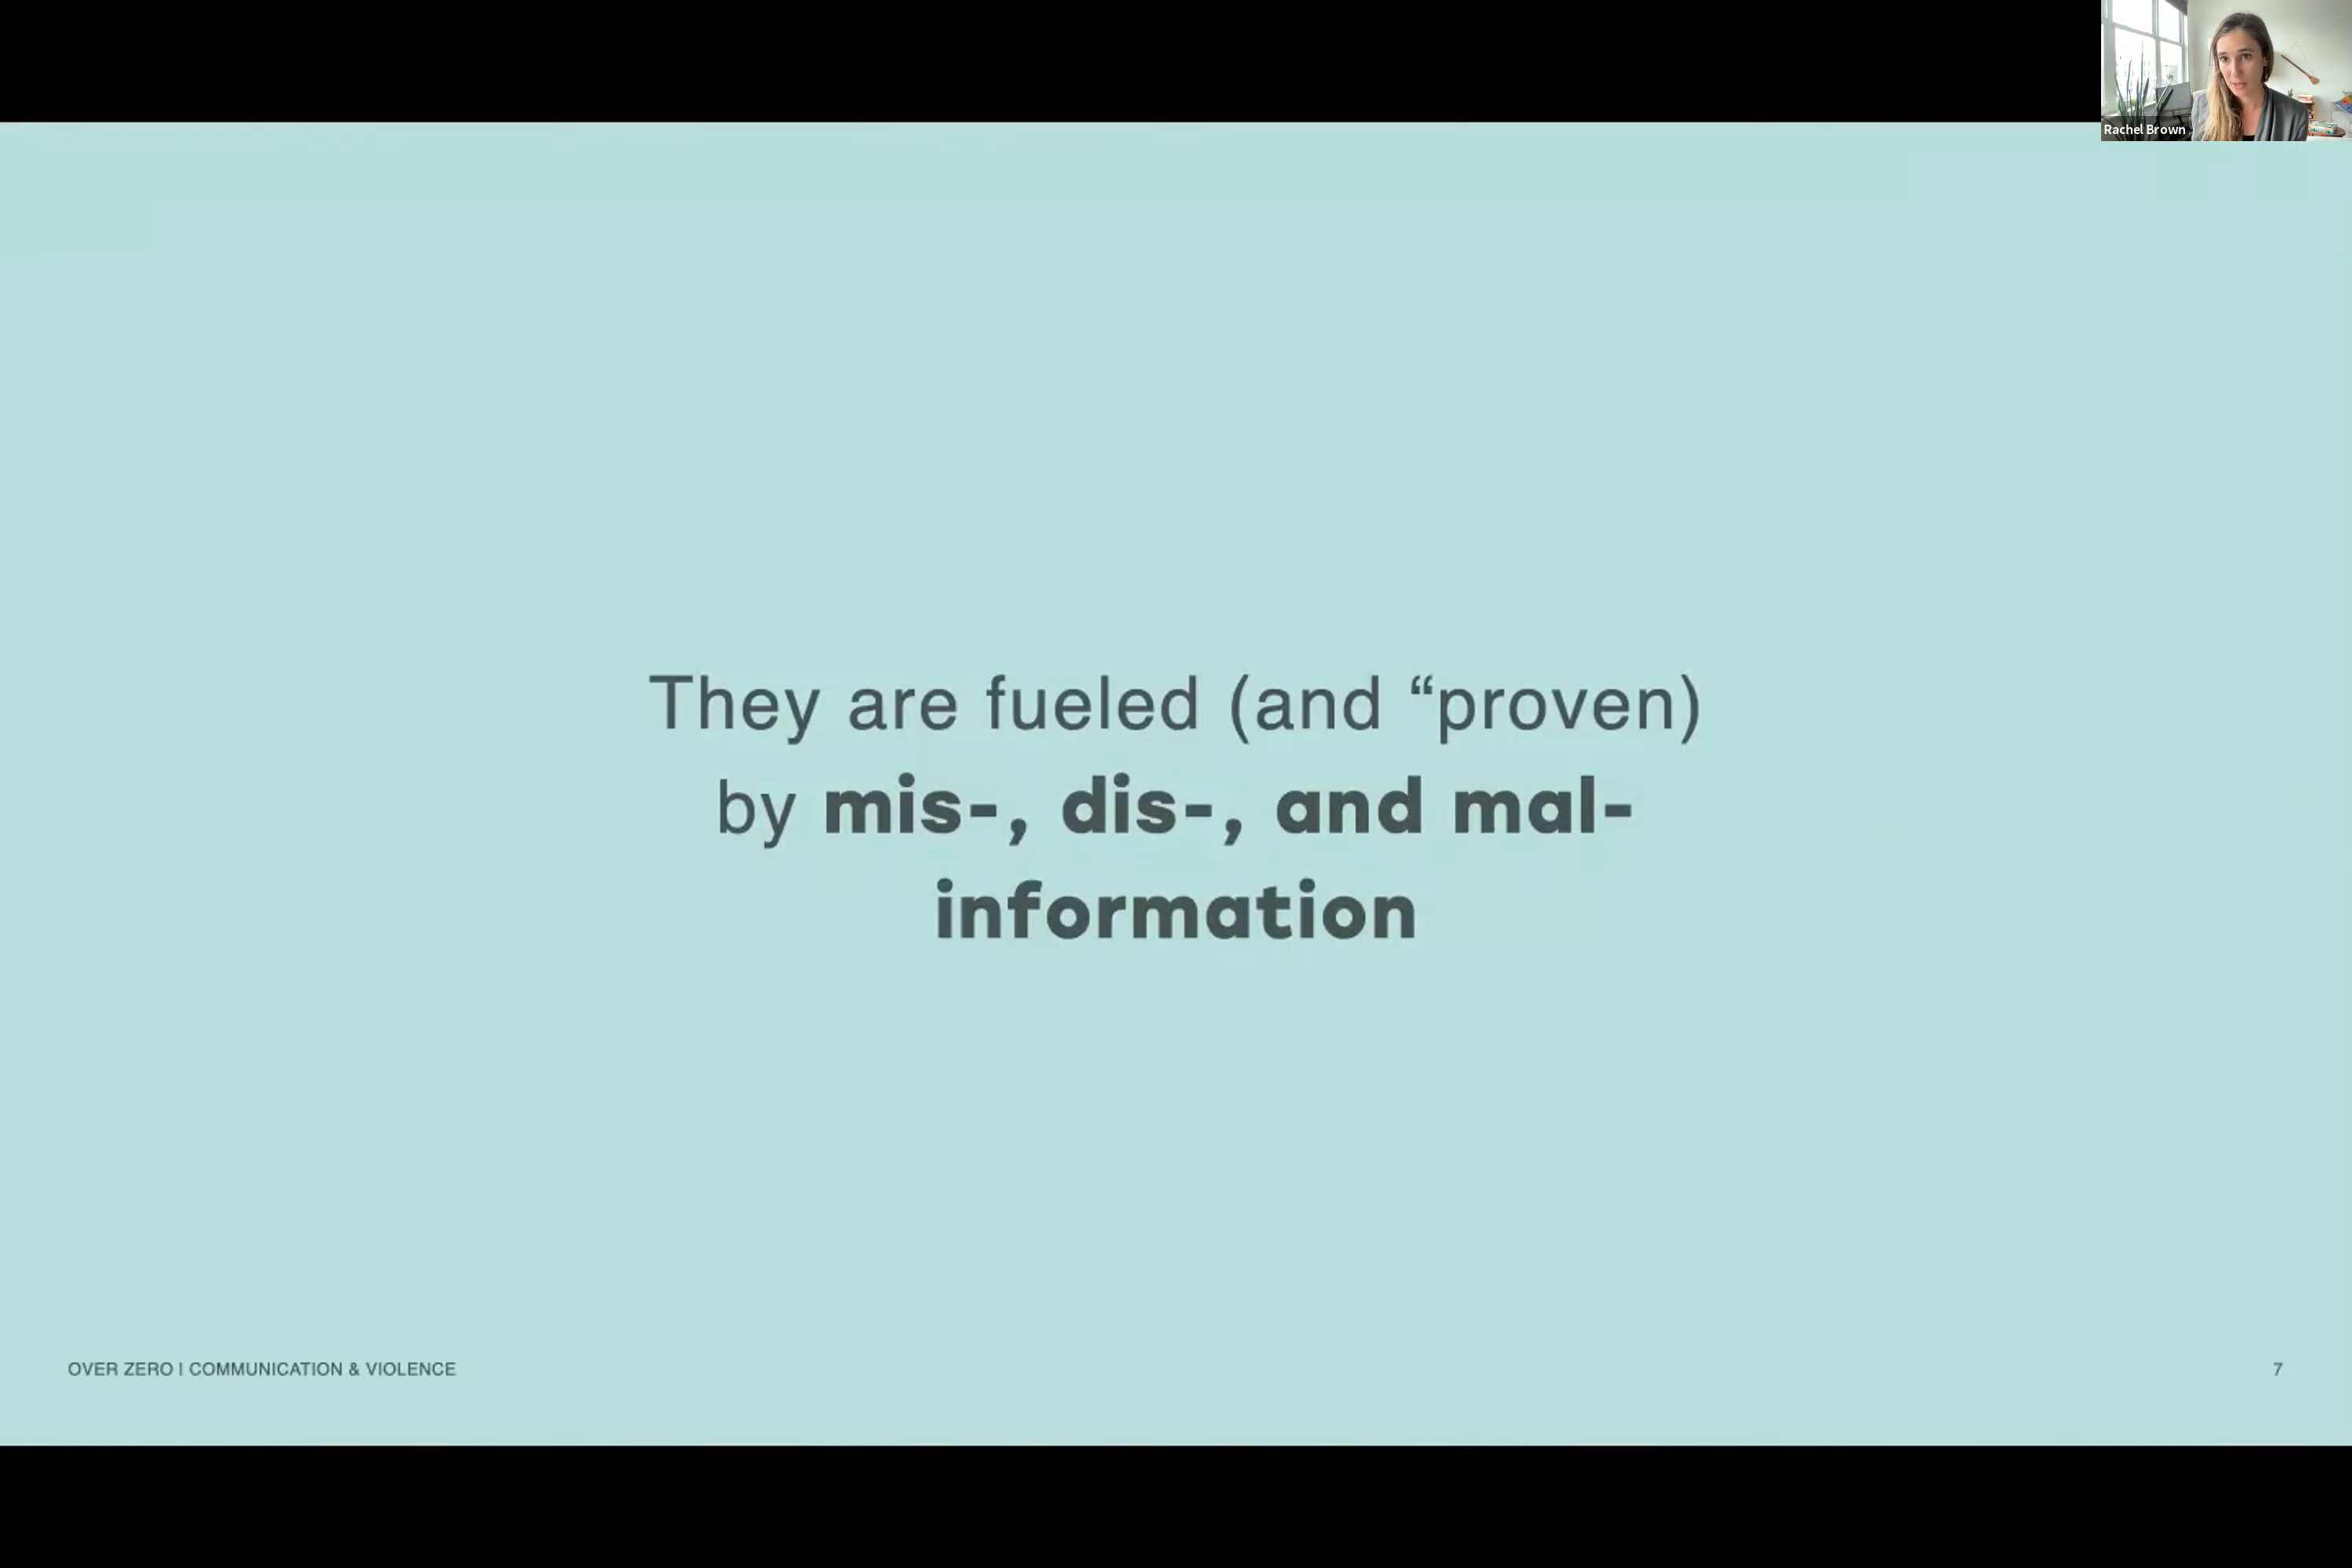 Rachel Brown
They are fueled (and “proven)
by mis-, dis-, and mal-
information
OVER ZERO I COMMUNICATION & VIOLENCE
7